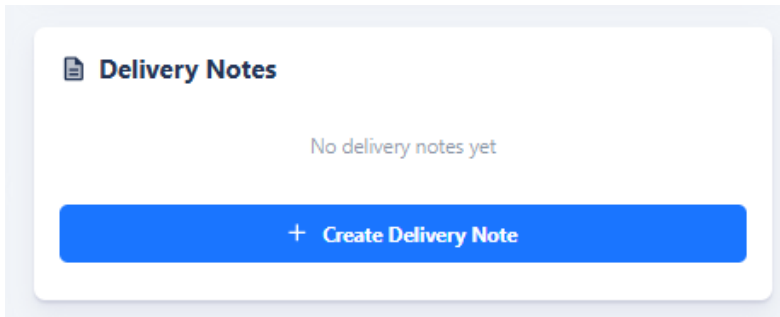 Delivery Notes
No delivery notes yet
+ Create Delivery Note